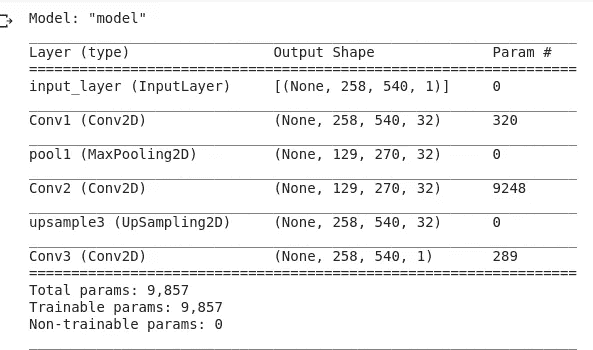 Model: "model"
Layer (type) Output Shape Param #
input_layer (InputLayer) [(None, 258, 540, 1)] 0
Conv1 (Conv2D) (None, 258, 540, 32) 320
pool1 (MaxPooling2D) (None, 129, 270, 32) 0
Conv2 (Conv2D) (None, 129, 270, 32) 9248
upsample3 (UpSampling2D) (None, 258, 540, 32) 0
Conv3 (Conv2D) (None, 258, 540, 1) 289
Total params: 9,857
Trainable params: 9,857
Non-trainable params: 0